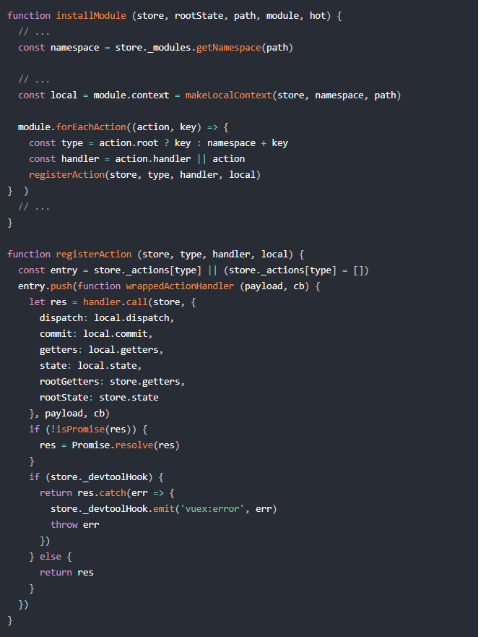 function installModule (store, rootState, path, module, hot) {
  // ...
  const namespace = store._modules.getNamespace(path)

  // ...
  const local = module.context = makeLocalContext(store, namespace, path)

  module.forEachAction((action, key) => {
    const type = action.root ? key : namespace + key
    const handler = action.handler || action
    registerAction(store, type, handler, local)
}  )
  // ...
}

function registerAction (store, type, handler, local) {
  const entry = store._actions[type] || (store._actions[type] = [])
  entry.push(function wrappedActionHandler (payload, cb) {
    let res = handler.call(store, {
      dispatch: local.dispatch,
      commit: local.commit,
      getters: local.getters,
      state: local.state,
      rootGetters: store.getters,
      rootState: store.state
    }, payload, cb)
    if (!isPromise(res)) {
      res = Promise.resolve(res)
    }
    if (store._devtoolHook) {
      return res.catch(err => {
        store._devtoolHook.emit('vuex:error', err)
        throw err
      })
    } else {
      return res
    }
  })
}